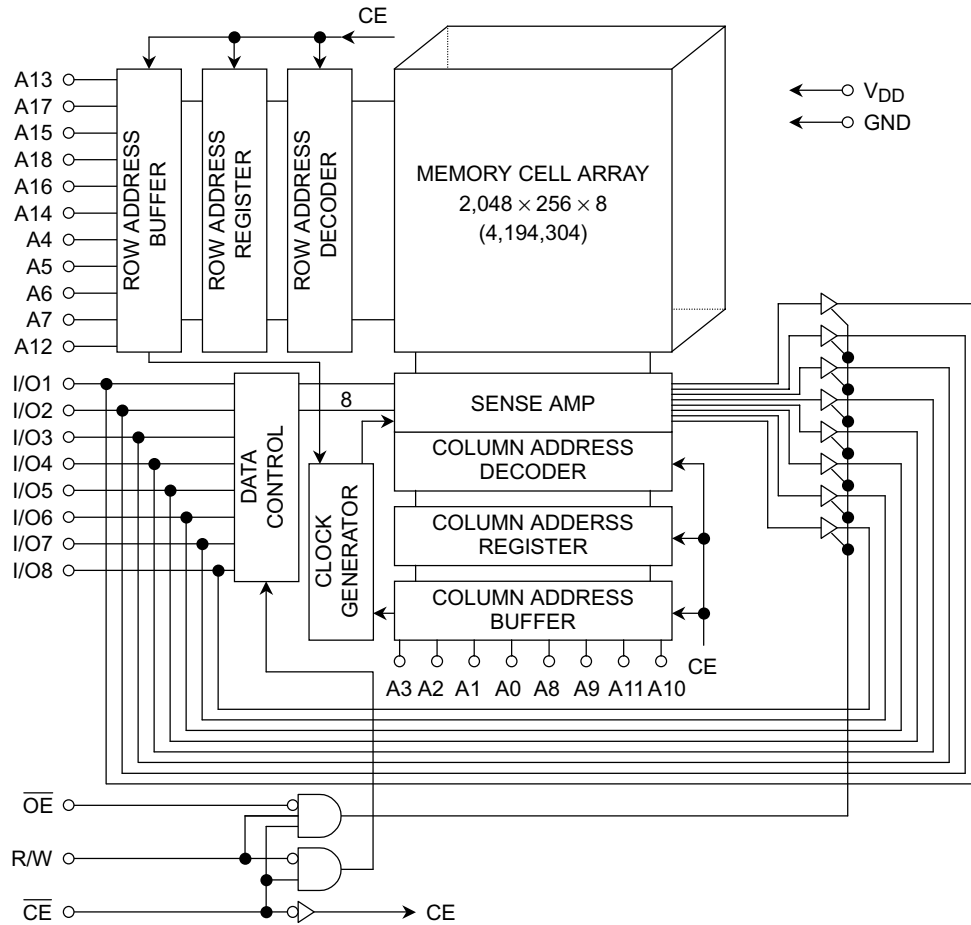 CE
A13
A17
A15
A18
A16
A14
A4
A5
A6
A7
A12
ROW ADDRESS
BUFFER
ROW ADDRESS
REGISTER
ROW ADDRESS
DECODER
MEMORY CELL ARRAY
2,048 × 256 × 8
(4,194,304)
VDD
GND
I/O1
I/O2
I/O3
I/O4
I/O5
I/O6
I/O7
I/O8
DATA
CONTROL
8
CLOCK
GENERATOR
SENSE AMP
COLUMN ADDRESS
DECODER
COLUMN ADDERSS
REGISTER
COLUMN ADDRESS
BUFFER
CE
A3 A2 A1 A0 A8 A9 A11 A10
OE
R/W
CE
CE